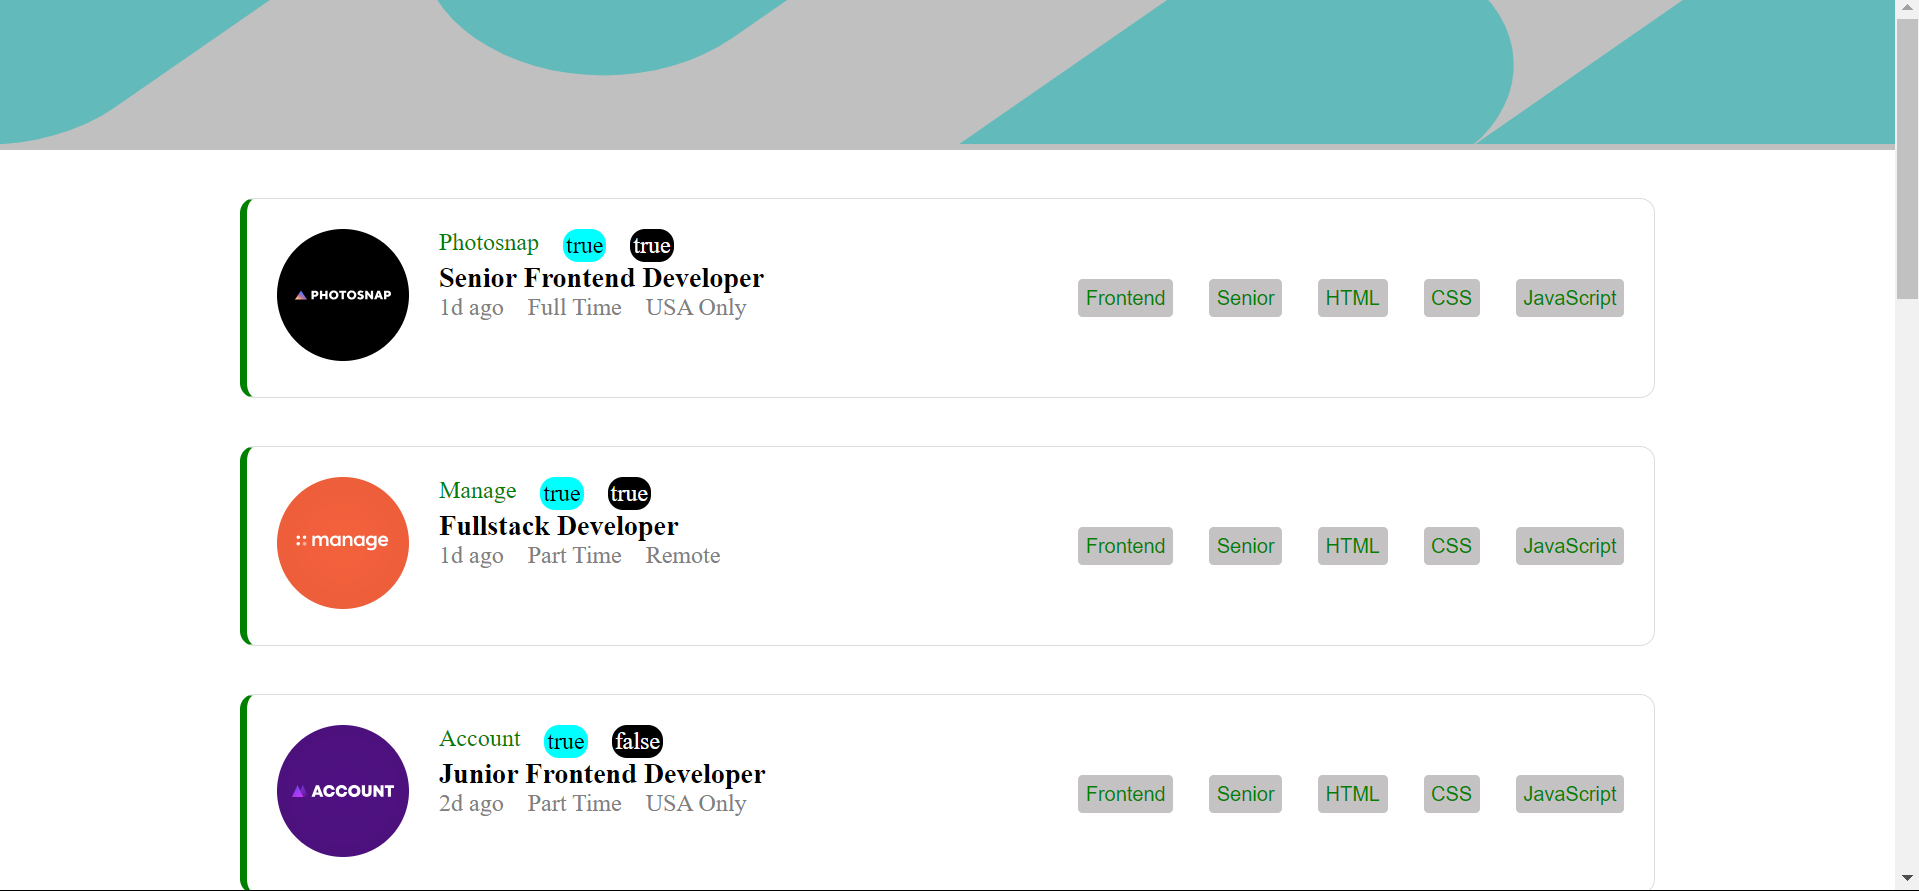 PHOTOSNAP
Photosnap true true
Senior Frontend Developer
1d ago Full Time USA Only
Frontend Senior HTML CSS JavaScript
manage
Manage true true
Fullstack Developer
1d ago Part Time Remote
Frontend Senior HTML CSS JavaScript
ACCOUNT
Account true false
Junior Frontend Developer
2d ago Part Time USA Only
Frontend Senior HTML CSS JavaScript